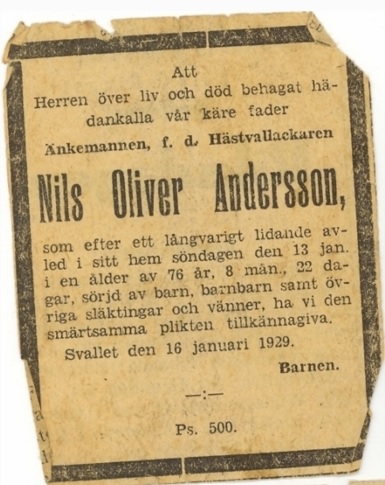 Att
Herren över liv och död behagat hä-
dankalla vår käre fader
Änkemannen, f. d. Hästvallackaren
Nils Oliver Andersson,
som efter ett långvarigt lidande av-
led i sitt hem söndagen den 13 jan.
i en ålder av 76 år, 8 mån., 22 da-
gar, sörjd av barn, barnbarn samt öv-
riga släktingar och vänner, ha vi den
smärtsamma plikten tillkännagiva.
Svallet den 16 januari 1929.
Barnen.
—:—
Ps. 500.